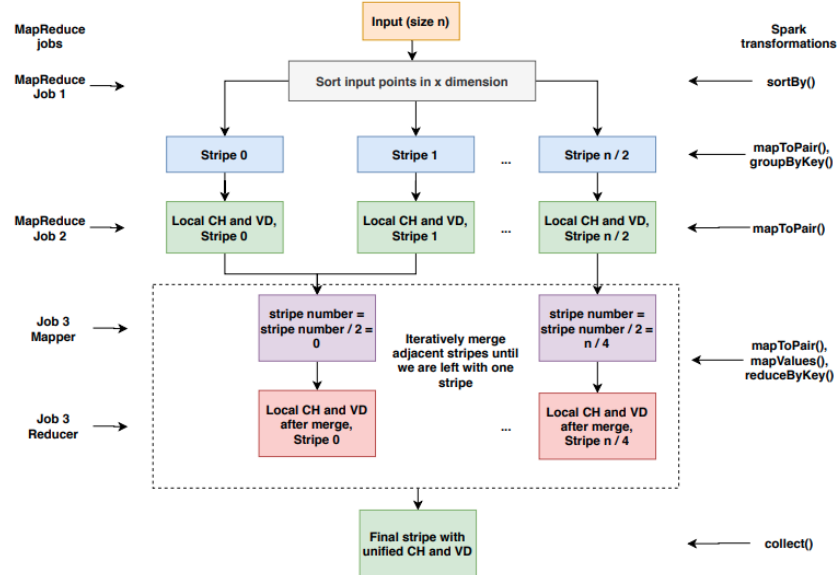 MapReduce
jobs
Input (size n)
Spark
transformations
MapReduce
Job 1
Sort input points in x dimension
sortBy()
Stripe 0
Stripe 1
...
Stripe n / 2
mapToPair(),
groupByKey()
MapReduce
Job 2
Local CH and VD,
Stripe 0
Local CH and VD,
Stripe 1
...
Local CH and VD,
Stripe n/2
mapToPair()
Job 3
Mapper
stripe number =
stripe number / 2 =
0
Iteratively merge
adjacent stripes until
we are left with one
stripe
stripe number =
stripe number / 2=
n / 4
mapToPair(),
mapValues(),
reduceByKey()
Job 3
Reducer
Local CH and VD
after merge,
Stripe 0
...
Local CH and VD
after merge,
Stripe n/4
Final stripe with
unified CH and VD
collect()